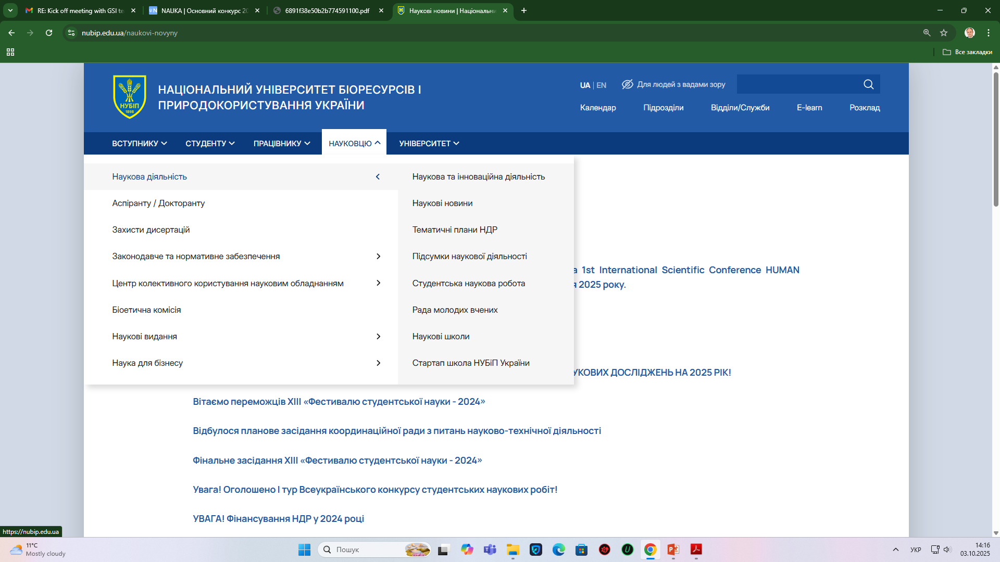 RE: Kick off meeting with GSI te
NAUKA | Основний конкурс 20
6891f38e50b2b774591100.pdf
Наукові новини | Національни
nubip.edu.ua/naukovi-novyny
Все закладки
НУБІП
1898
НАЦІОНАЛЬНИЙ УНІВЕРСИТЕТ БІОРЕСУРСІВ І
ПРИРОДОКОРИСТУВАННЯ УКРАЇНИ
UA | EN
Для людей з вадами зору
Календар
Підрозділи
Відділи/Служби
E-learn
Розклад
ВСТУПНИКУ
СТУДЕНТУ
ПРАЦІВНИКУ
НАУКОВЦЮ
УНІВЕРСИТЕТ
Наукова діяльність
Аспіранту / Докторанту
Захисти дисертацій
Законодавче та нормативне забезпечення
Центр колективного користування науковим обладнанням
Біоетична комісія
Наукові видання
Наука для бізнесу
Наукова та інноваційна діяльність
Наукові новини
Тематичні плани НДР
Підсумки наукової діяльності
Студентська наукова робота
Рада молодих вчених
Наукові школи
Стартап школа НУБіП України
а 1st International Scientific Conference HUMAN
я 2025 року.
УКОВИХ ДОСЛІДЖЕНЬ НА 2025 РІК!
Вітаємо переможців XIII «Фестивалю студентської науки - 2024»
Відбулося планове засідання координаційної ради з питань науково-технічної діяльності
Фінальне засідання XIII «Фестивалю студентської науки - 2024»
Увага! Оголошено І тур Всеукраїнського конкурсу студентських наукових робіт!
УВАГА! Фінансування НДР у 2024 році
https://nubip.edu.ua
11°C
Mostly cloudy
Пошук
УКР
14:16
03.10.2025